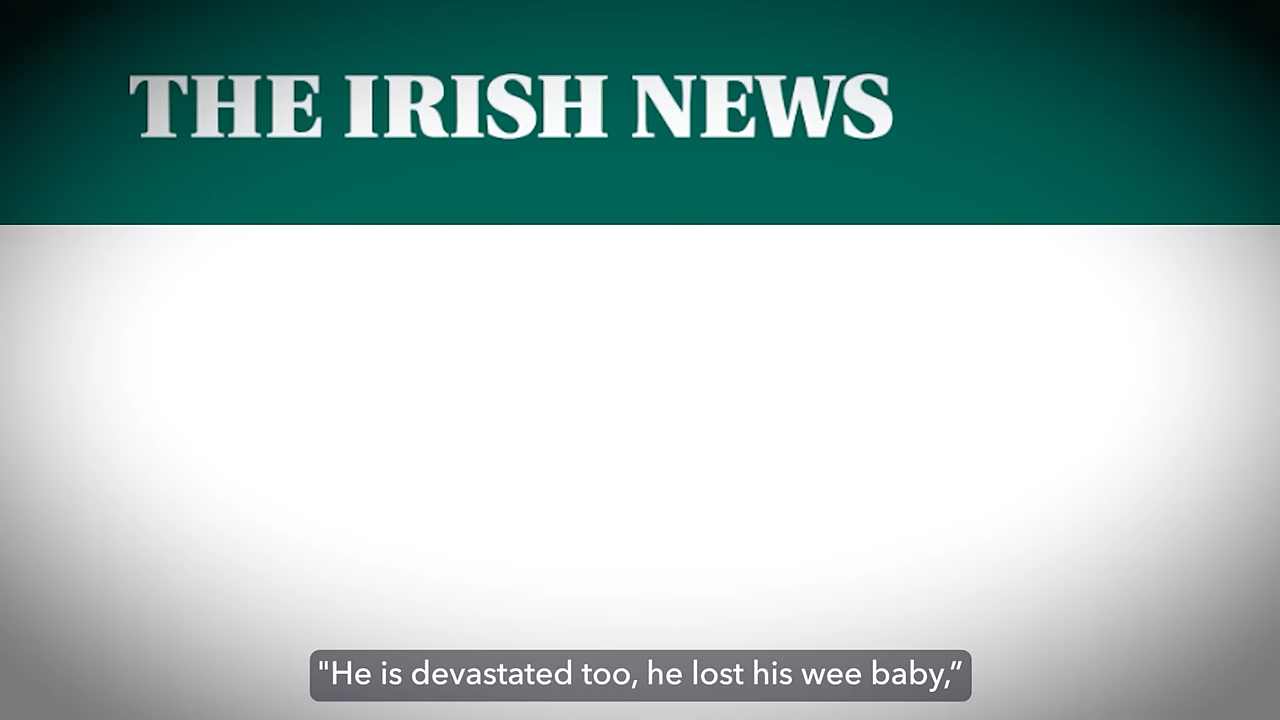 THE IRISH NEWS
"He is devastated too, he lost his wee baby,”